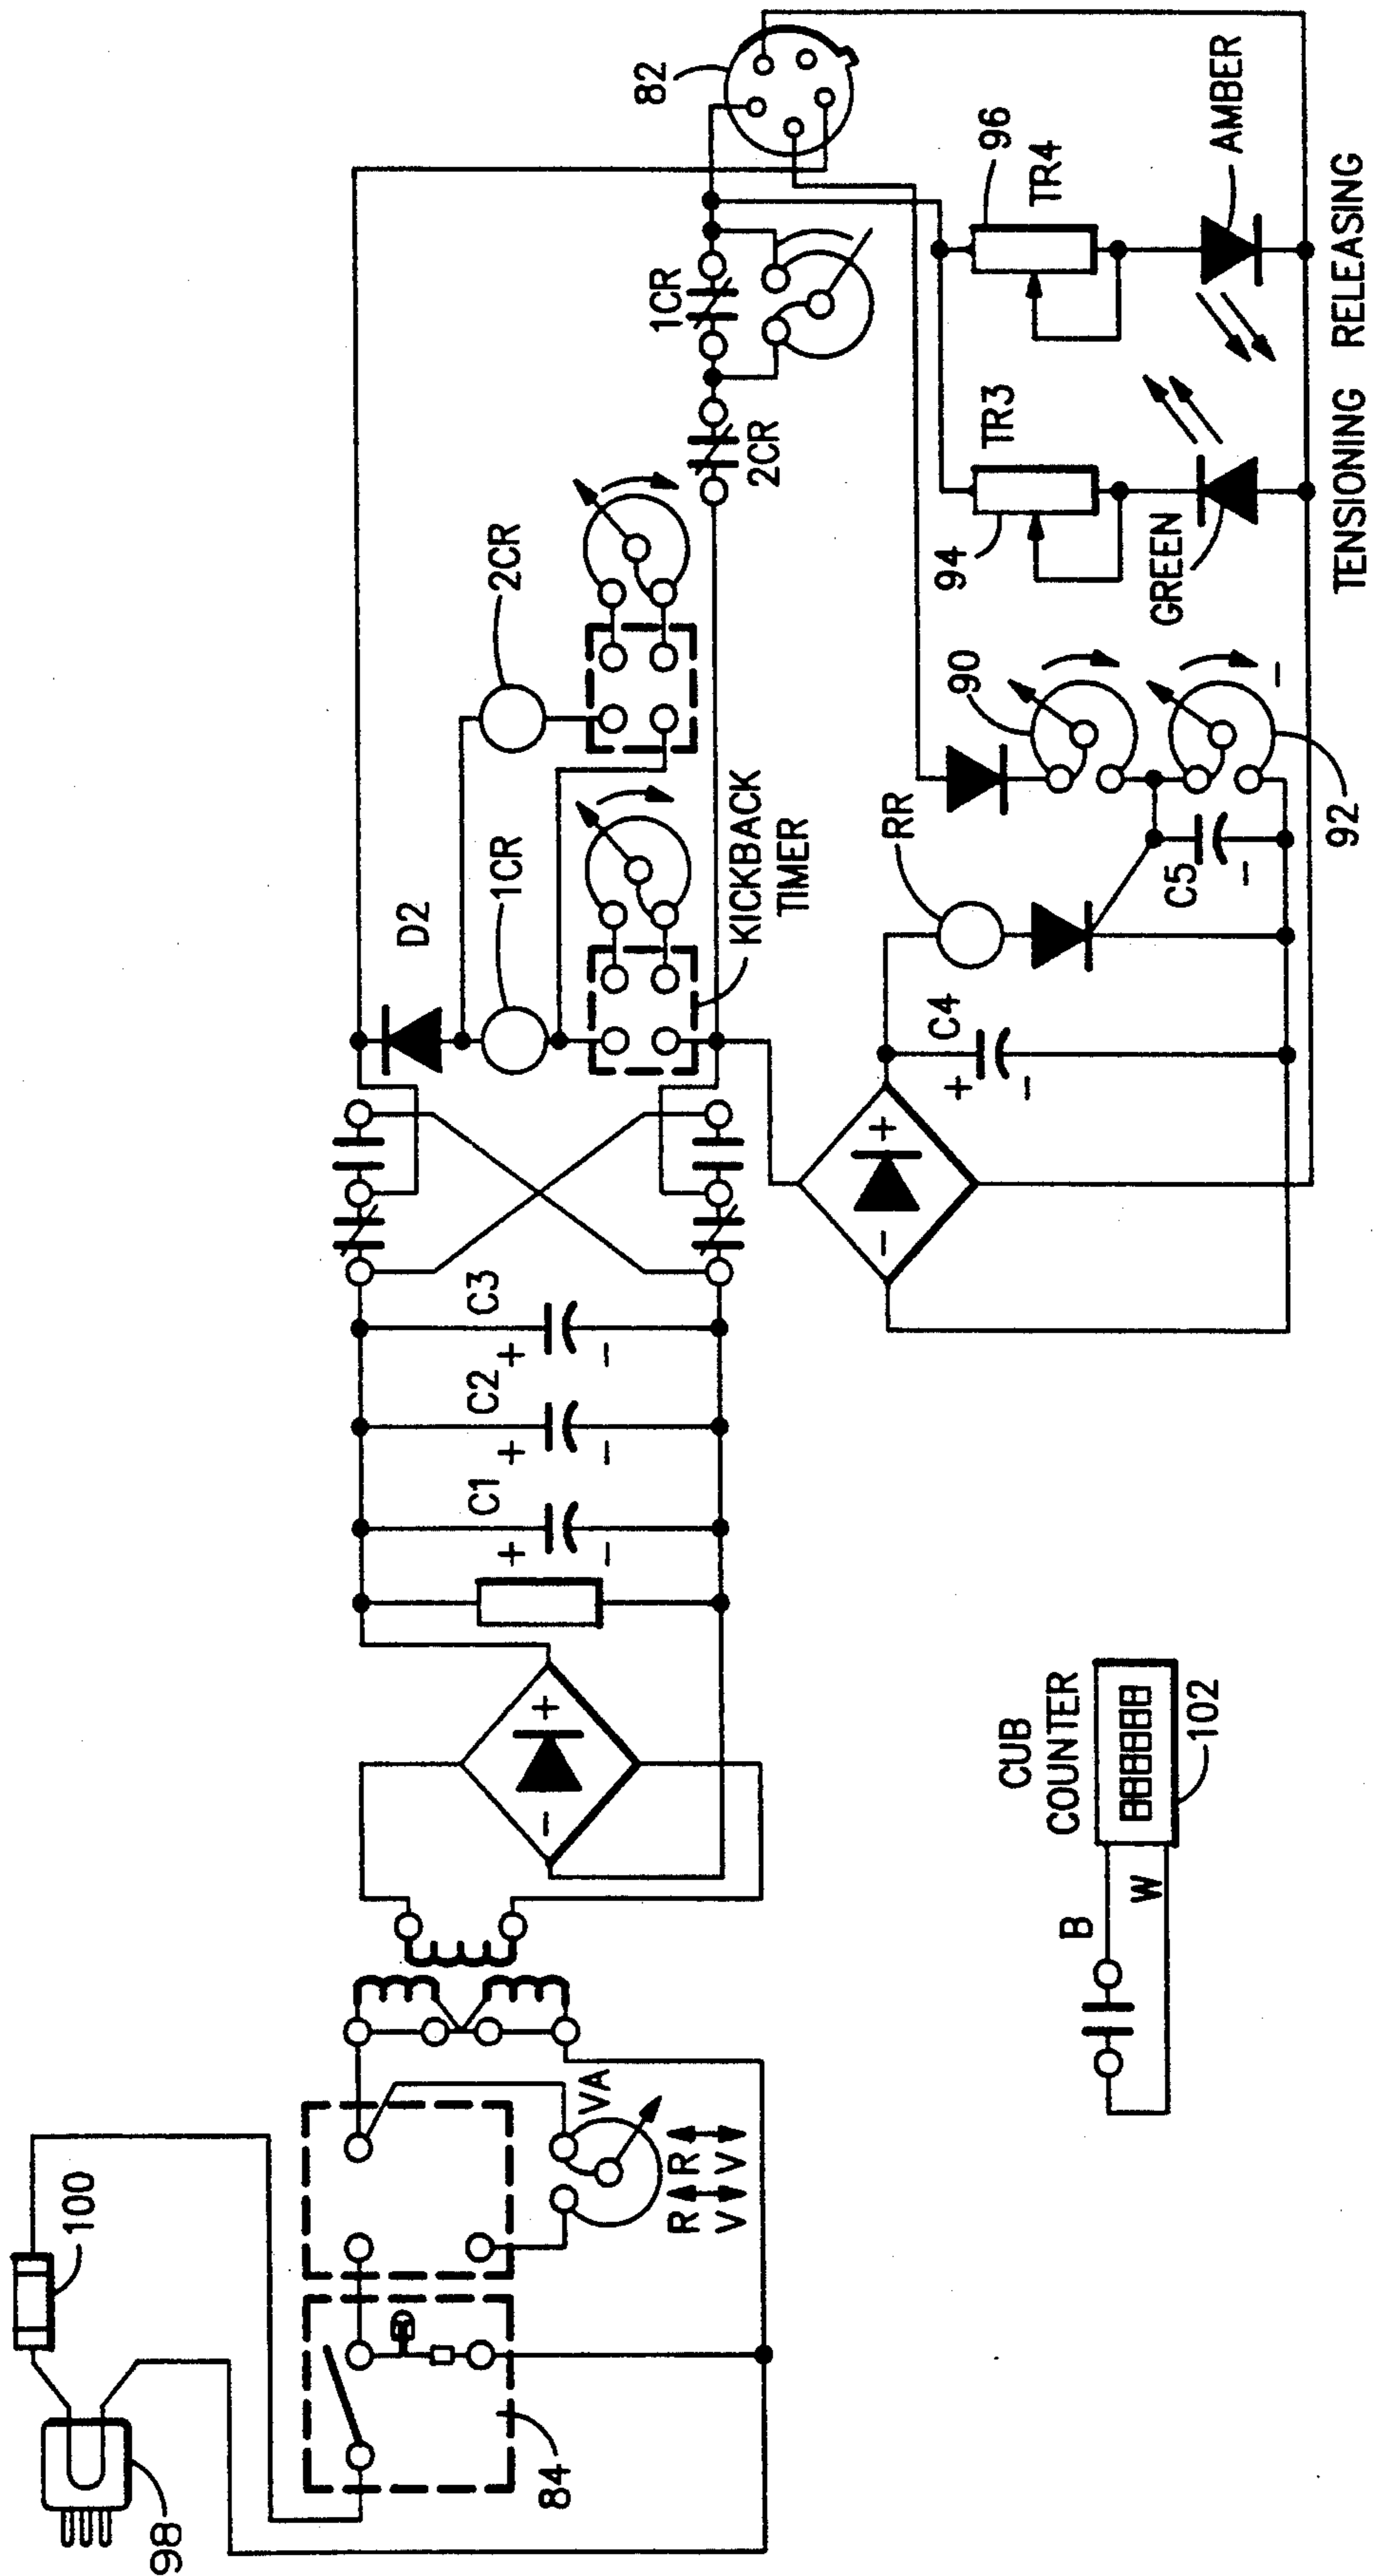 98
100
84
VA
R R
V V
C1
C2
C3
+
-
+
-
+
-
+
-
D2
1CR
2CR
KICKBACK
TIMER
2CR
1CR
82
+
-
C4
+
-
RR
C5
-
90
92
-
94
TR3
GREEN
96
TR4
AMBER
TENSIONING RELEASING
CUB
COUNTER
B
W
888888
102